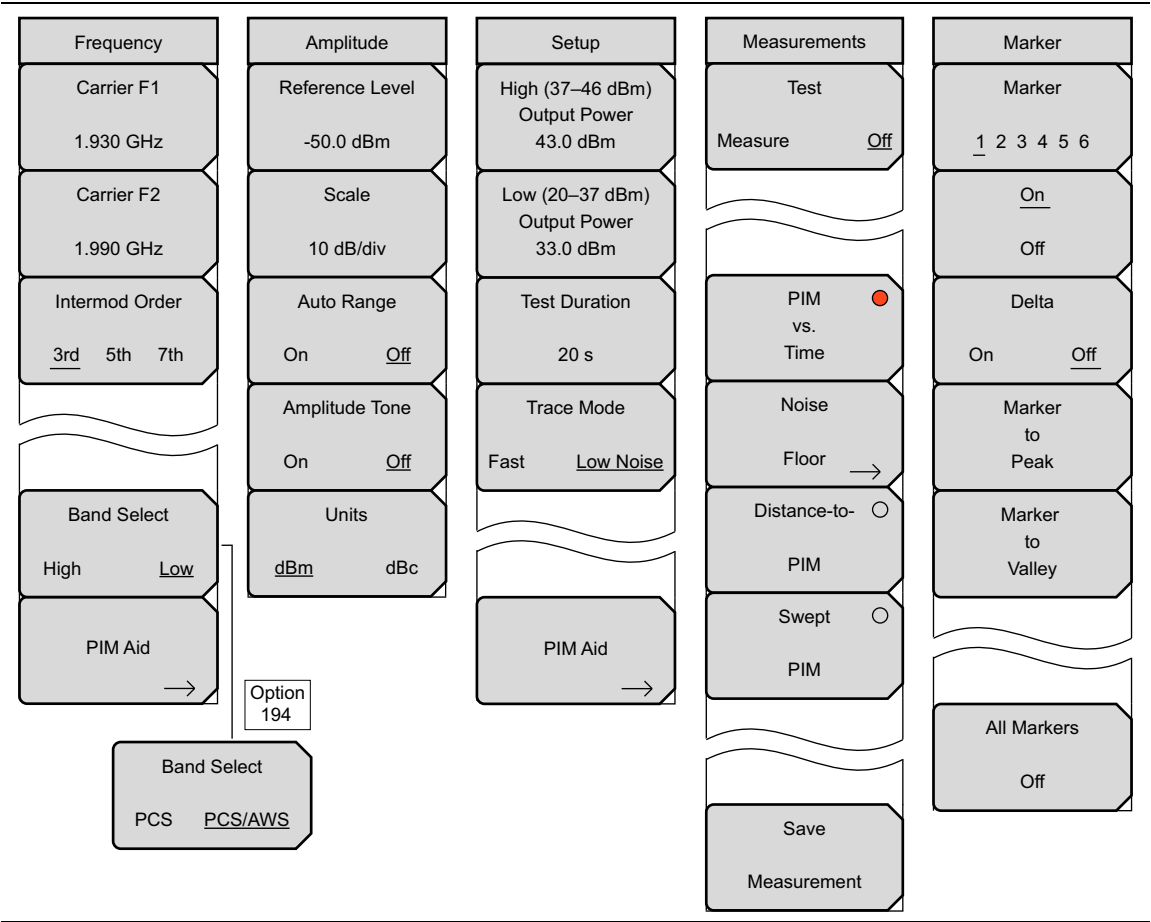 Frequency
Carrier F1
1.930 GHz
Carrier F2
1.990 GHz
Intermod Order
3rd 5th 7th
Band Select
High Low
PIM Aid
Option
194
Band Select
PCS PCS/AWS
Amplitude
Reference Level
-50.0 dBm
Scale
10 dB/div
Auto Range
On Off
Amplitude Tone
On Off
Units
dBm dBc
Setup
High (37–46 dBm)
Output Power
43.0 dBm
Low (20–37 dBm)
Output Power
33.0 dBm
Test Duration
20 s
Trace Mode
Fast Low Noise
PIM Aid
Measurements
Test
Measure Off
PIM
vs.
Time
Noise
Floor
Distance-to-
PIM
Swept
PIM
Save
Measurement
Marker
Marker
1 2 3 4 5 6
On
Off
Delta
On Off
Marker
to
Peak
Marker
to
Valley
All Markers
Off